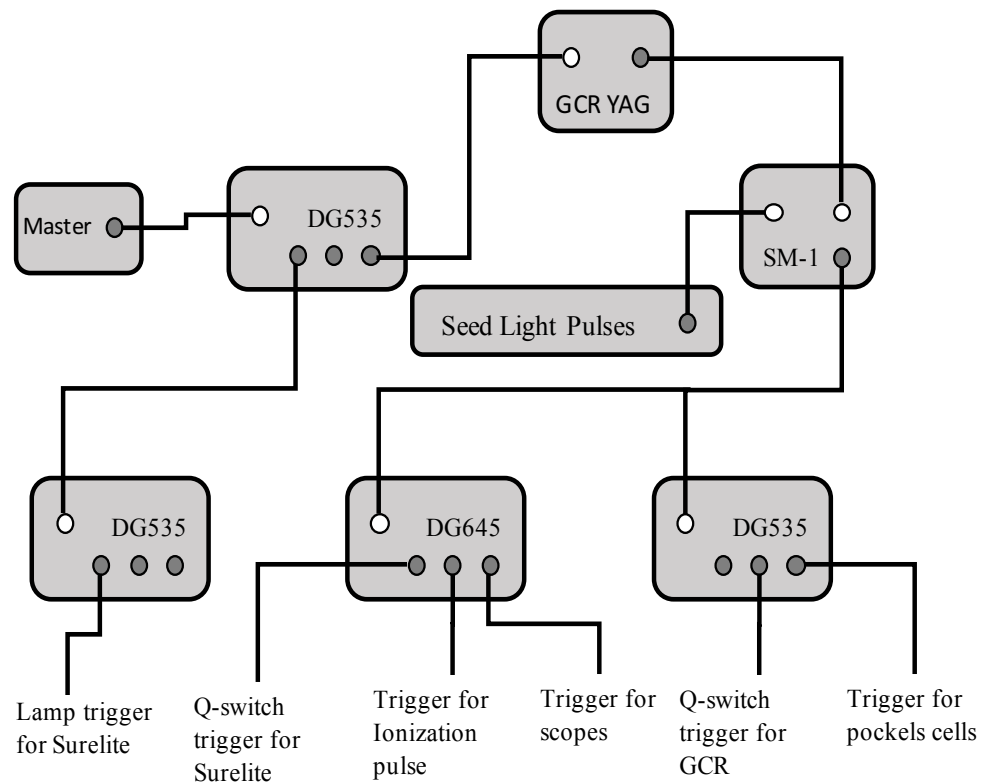 GCR YAG
Master
DG535
SM-1
Seed Light Pulses
DG535
DG645
DG535
Lamp trigger
for Surelite
Q-switch
trigger for
Surelite
Trigger for
Ionization
pulse
Trigger for
scopes
Q-switch
trigger for
GCR
Trigger for
pockels cells